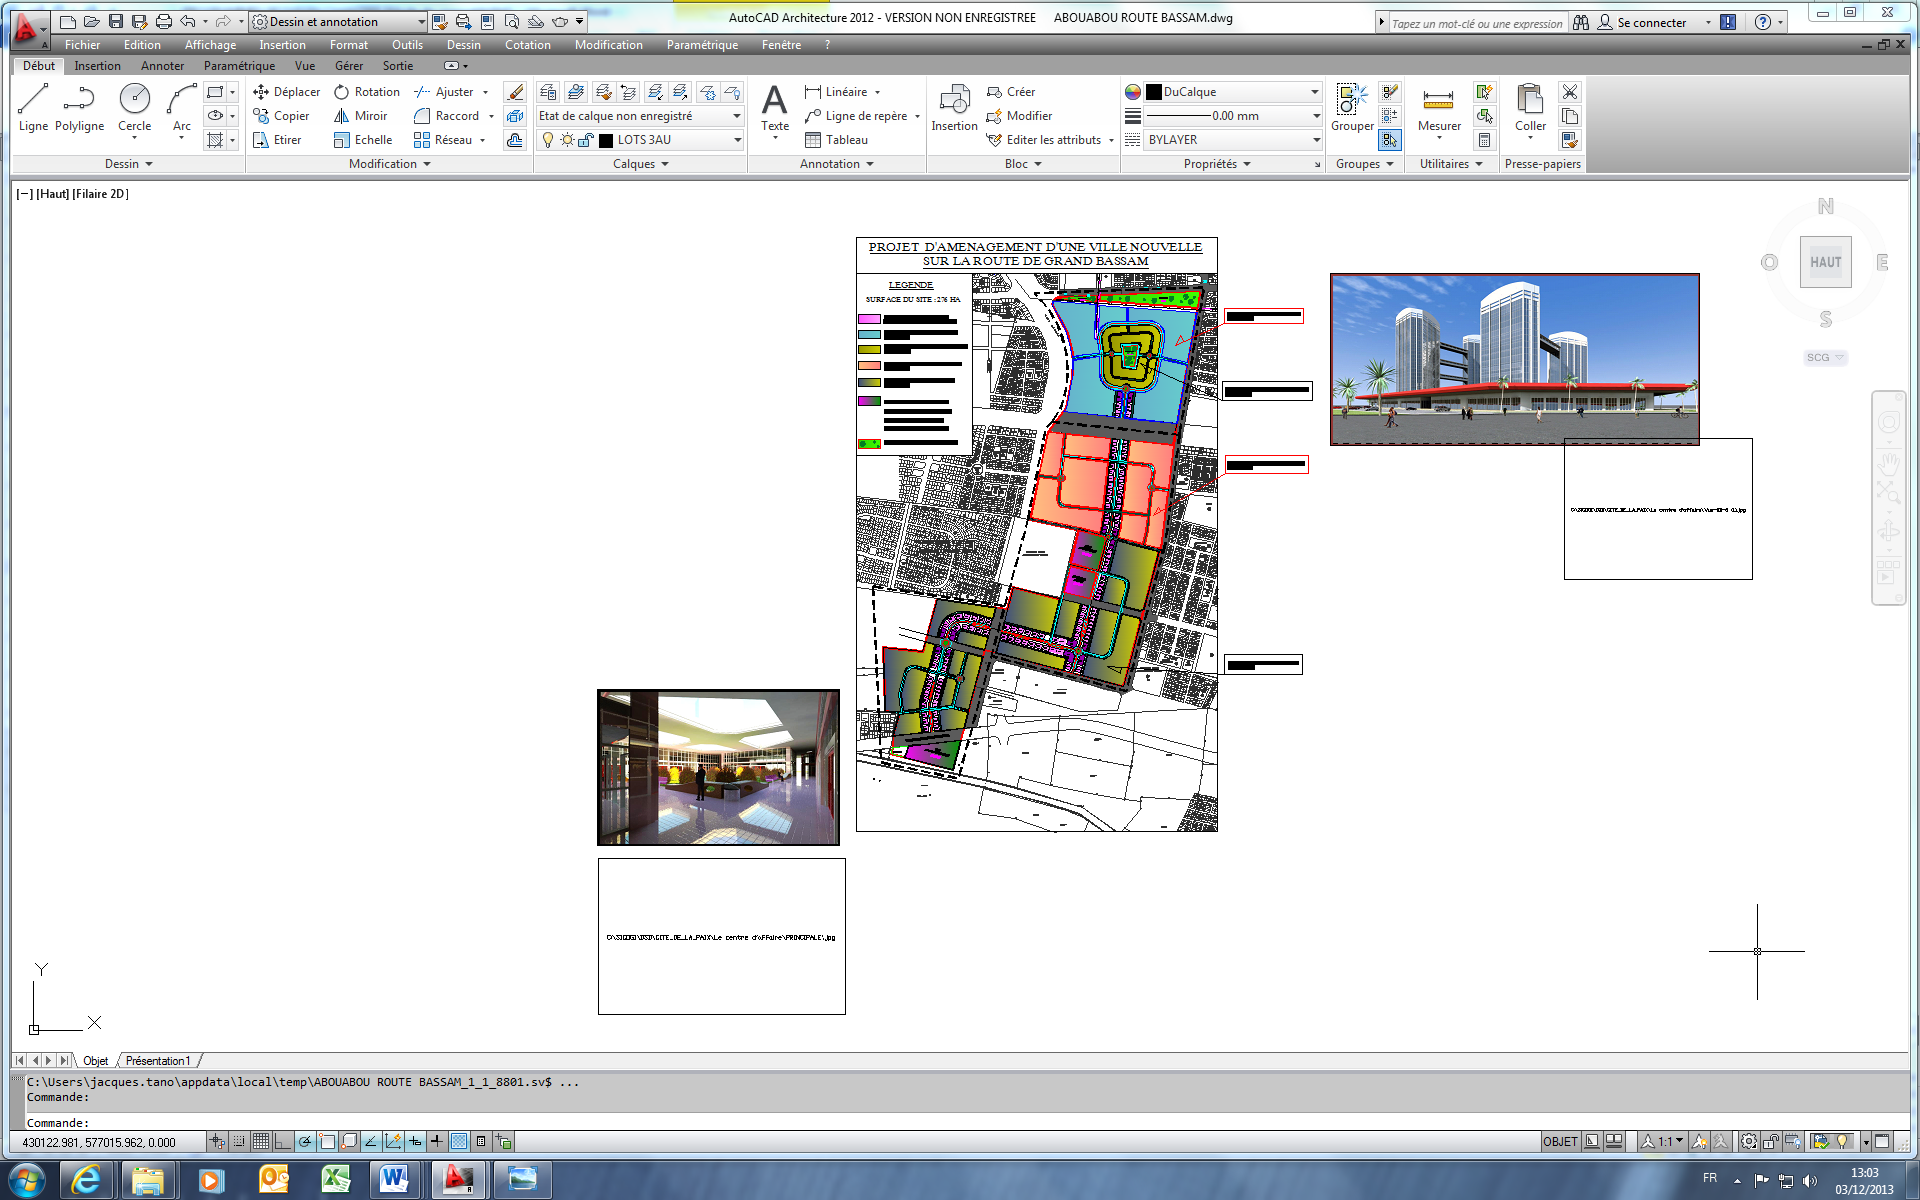 Dessin et annotation
AutoCAD Architecture 2012 - VERSION NON ENREGISTREE ABOUABOU ROUTE BASSAM.dwg
Tapez un mot-clé ou une expression
Se connecter
Fichier Edition Affichage Insertion Format Outils Dessin Cotation Modification Paramétrique Fenêtre ?
Début Insertion Annoter Paramétrique Vue Gérer Sortie
Ligne Polyligne Cercle Arc
Déplacer Rotation Ajuster
Copier Miroir Raccord
Etirer Echelle Réseau
Etat de calque non enregistré
LOTS 3AU
Texte
Linéaire
Ligne de repère
Tableau
Insertion
Créer
Modifier
Editer les attributs
DuCalque
0.00 mm
BYLAYER
Grouper
Mesurer
Coller
Dessin Modification Calques Annotation Bloc Propriétés Groupes Utilitaires Presse-papiers
[−] [Haut] [Filaire 2D]
PROJET D'AMENAGEMENT D'UNE VILLE NOUVELLE
SUR LA ROUTE DE GRAND BASSAM
LEGENDE
SURFACE DU SITE : 276 HA
N
O HAUT E
S
SCG
Y
X
Objet Présentation1
C:\Users\jacques.tano\appdata\local\temp\ABOUABOU ROUTE BASSAM_1_1_8801.sv$ ...
Commande:
Commande:
430122.981, 577015.962, 0.000
OBJET
1:1
FR
13:03
03/12/2013